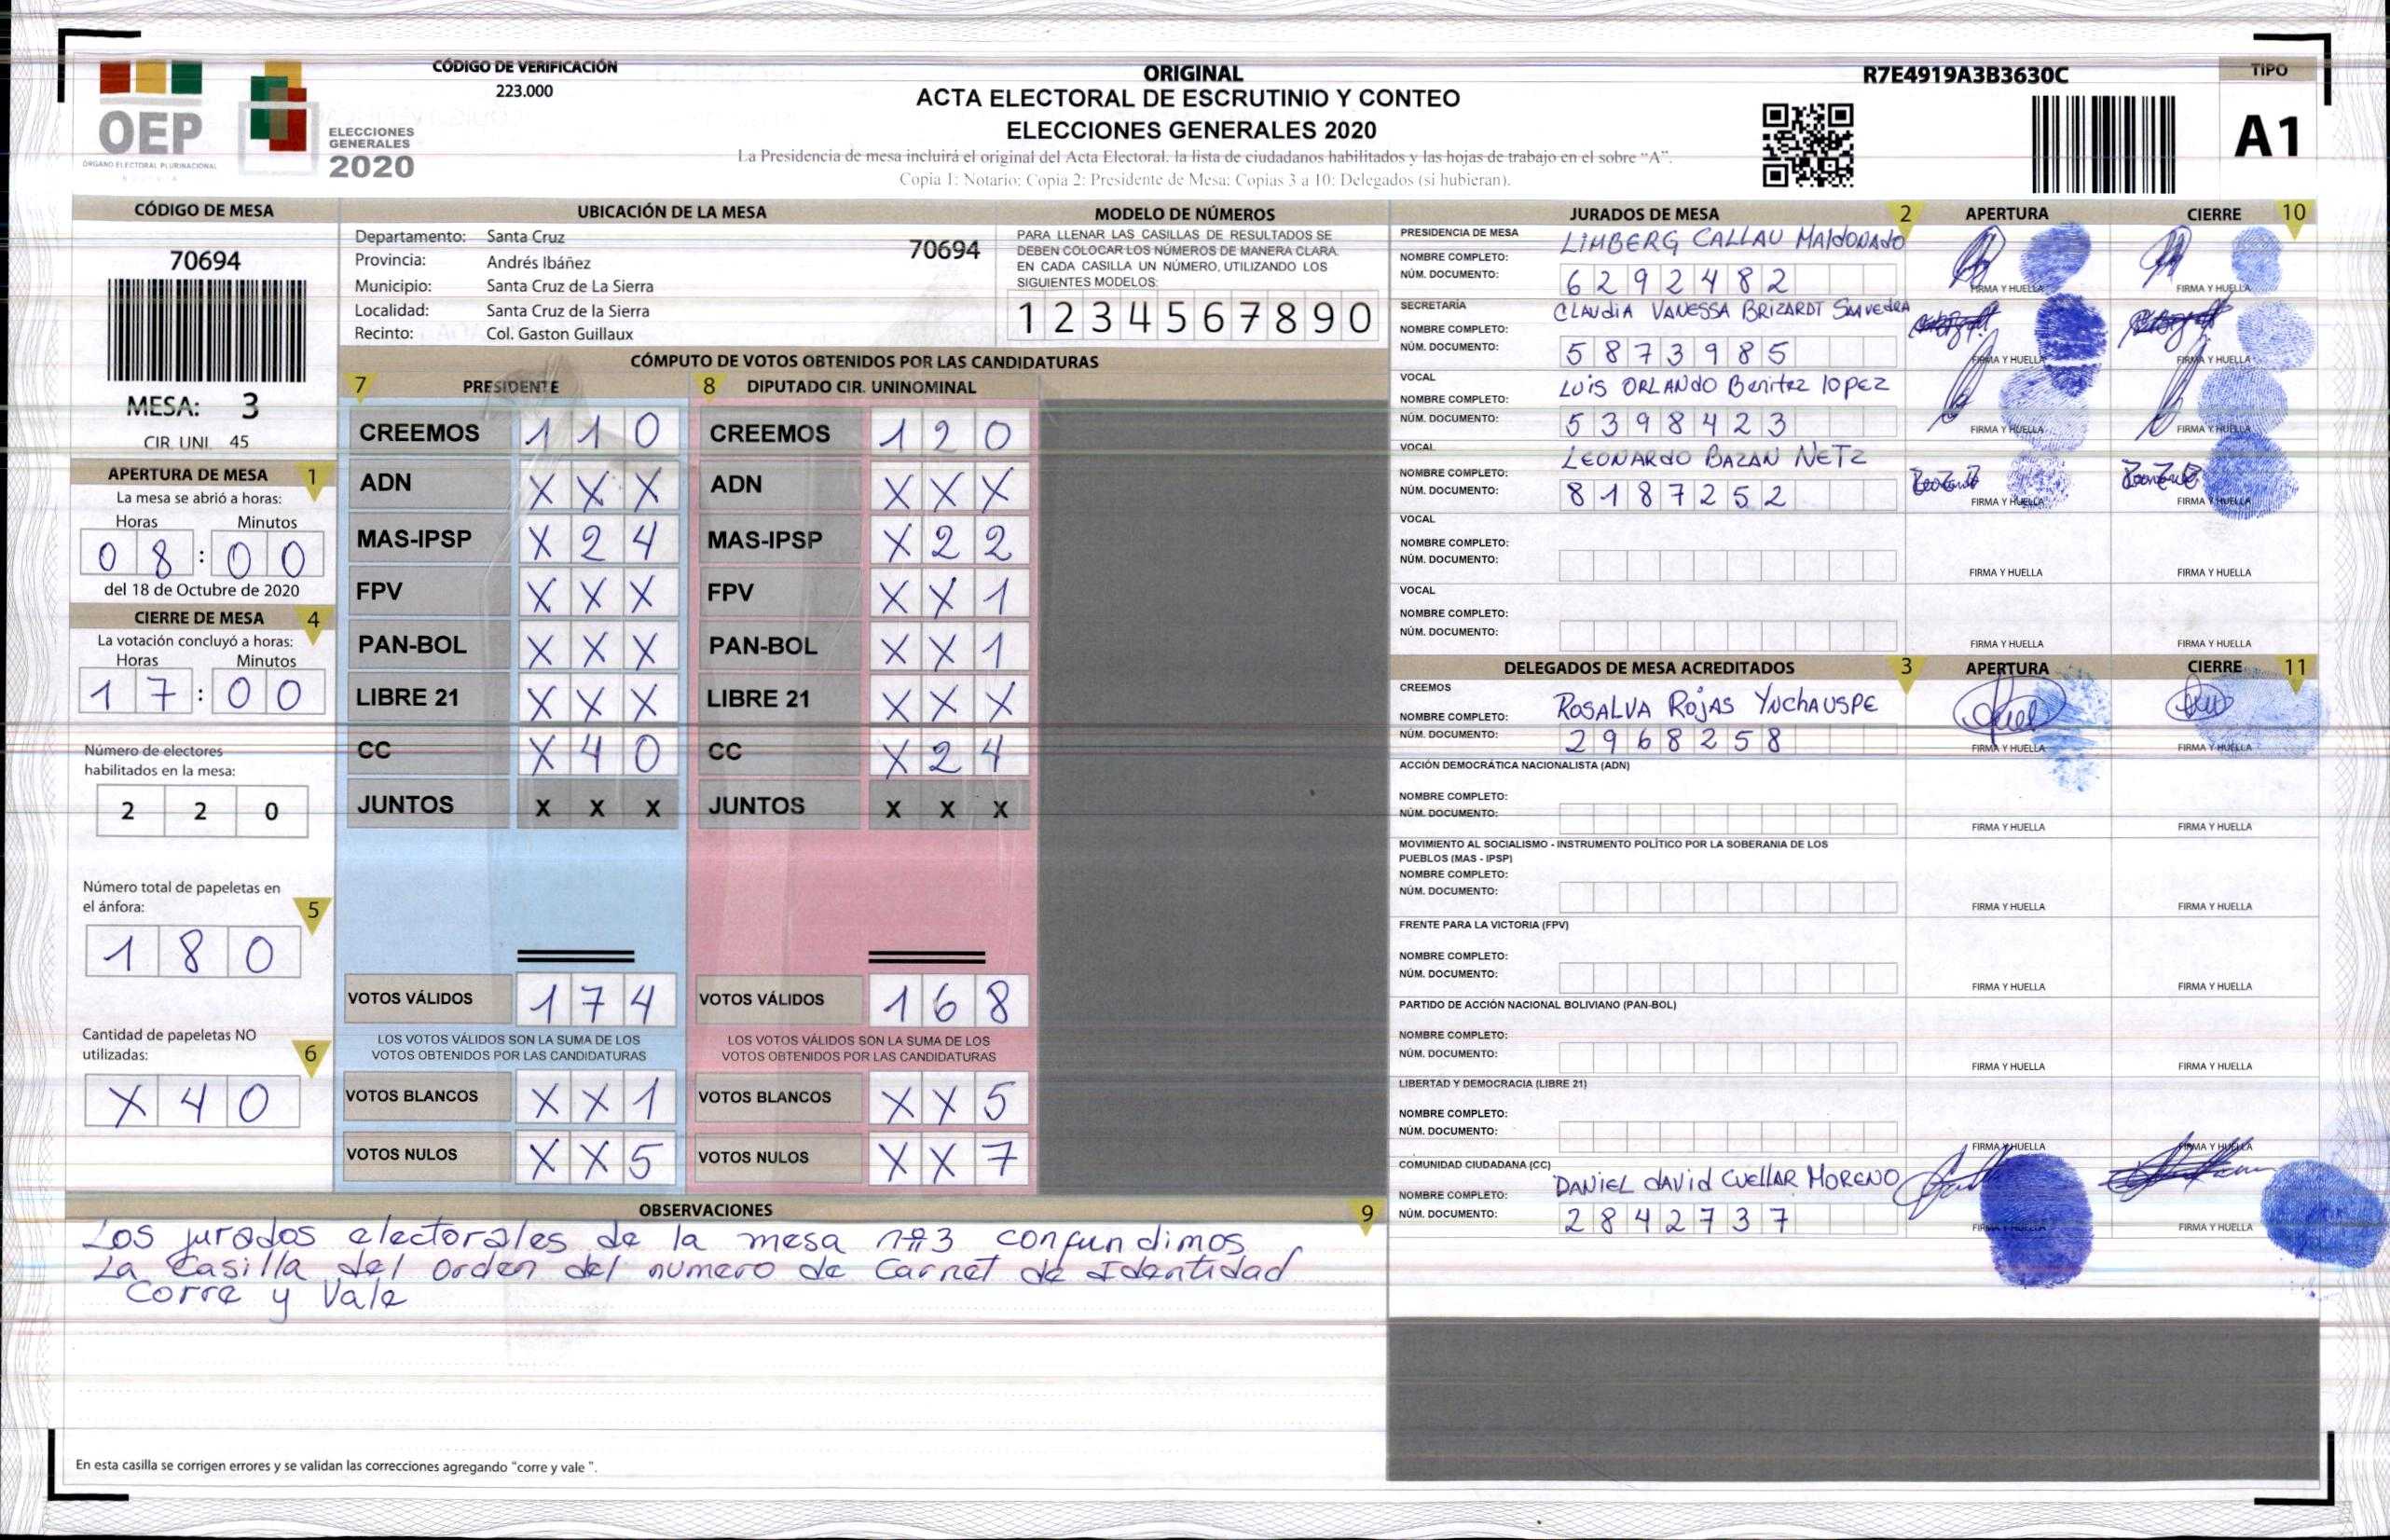 CÓDIGO DE VERIFICACIÓN
223.000
OEP
ÓRGANO ELECTORAL PLURINACIONAL
ELECCIONES
GENERALES
2020
ORIGINAL
ACTA ELECTORAL DE ESCRUTINIO Y CONTEO
ELECCIONES GENERALES 2020
La Presidencia de mesa incluirá el original del Acta Electoral, la lista de ciudadanos habilitados y las hojas de trabajo en el sobre “A”.
Copia 1: Notario; Copia 2: Presidente de Mesa; Copias 3 a 10: Delegados (si hubieran).
R7E4919A3B3630C
TIPO
A1
CÓDIGO DE MESA
70694
MESA: 3
CIR. UNI. 45
APERTURA DE MESA 1
La mesa se abrió a horas:
Horas Minutos
0 8 : 0 0
del 18 de Octubre de 2020
CIERRE DE MESA 4
La votación concluyó a horas:
Horas Minutos
1 7 : 0 0
Número de electores
habilitados en la mesa:
2 2 0
Número total de papeletas en
el ánfora:
5
1 8 0
Cantidad de papeletas NO
utilizadas:
6
X 4 0
UBICACIÓN DE LA MESA
Departamento: Santa Cruz
70694
Provincia: Andrés Ibáñez
Municipio: Santa Cruz de La Sierra
Localidad: Santa Cruz de la Sierra
Recinto: Col. Gaston Guillaux
MODELO DE NÚMEROS
PARA LLENAR LAS CASILLAS DE RESULTADOS SE
DEBEN COLOCAR LOS NÚMEROS DE MANERA CLARA.
EN CADA CASILLA UN NÚMERO, UTILIZANDO LOS
SIGUIENTES MODELOS:
1 2 3 4 5 6 7 8 9 0
CÓMPUTO DE VOTOS OBTENIDOS POR LAS CANDIDATURAS
7 PRESIDENTE 8 DIPUTADO CIR. UNINOMINAL
CREEMOS 1 1 0 CREEMOS 1 2 0
ADN X X X ADN X X X
MAS-IPSP X 2 4 MAS-IPSP X 2 2
FPV X X X FPV X X 1
PAN-BOL X X X PAN-BOL X X 1
LIBRE 21 X X X LIBRE 21 X X X
CC X 4 0 CC X 2 4
JUNTOS X X X JUNTOS X X X
VOTOS VÁLIDOS 1 7 4 VOTOS VÁLIDOS 1 6 8
LOS VOTOS VÁLIDOS SON LA SUMA DE LOS LOS VOTOS VÁLIDOS SON LA SUMA DE LOS
VOTOS OBTENIDOS POR LAS CANDIDATURAS VOTOS OBTENIDOS POR LAS CANDIDATURAS
VOTOS BLANCOS X X 1 VOTOS BLANCOS X X 5
VOTOS NULOS X X 5 VOTOS NULOS X X 7
OBSERVACIONES 9
Los jurados electorales de la mesa nº3 confundimos
La Casilla del orden del numero de Carnet de Identidad
Corre y Vale
En esta casilla se corrigen errores y se validan las correcciones agregando “corre y vale ”.
JURADOS DE MESA 2 APERTURA CIERRE 10
PRESIDENCIA DE MESA
NOMBRE COMPLETO: LIMBERG CALLAU MALDONADO
NÚM. DOCUMENTO: 6 2 9 2 4 8 2
FIRMA Y HUELLA FIRMA Y HUELLA
SECRETARÍA
NOMBRE COMPLETO: CLAUDIA VANESSA BRIZARDT SAAVEDRA
NÚM. DOCUMENTO: 5 8 7 3 9 8 5
FIRMA Y HUELLA FIRMA Y HUELLA
VOCAL
NOMBRE COMPLETO: LUIS ORLANDO Benitez lopez
NÚM. DOCUMENTO: 5 3 9 8 4 2 3
FIRMA Y HUELLA FIRMA Y HUELLA
VOCAL
NOMBRE COMPLETO: LEONARDO BAZAN NETZ
NÚM. DOCUMENTO: 8 1 8 7 2 5 2
FIRMA Y HUELLA FIRMA Y HUELLA
VOCAL
NOMBRE COMPLETO:
NÚM. DOCUMENTO:
FIRMA Y HUELLA FIRMA Y HUELLA
VOCAL
NOMBRE COMPLETO:
NÚM. DOCUMENTO:
FIRMA Y HUELLA FIRMA Y HUELLA
DELEGADOS DE MESA ACREDITADOS 3 APERTURA CIERRE 11
CREEMOS
NOMBRE COMPLETO: ROSALVA ROJAS YNCHAUSPE
NÚM. DOCUMENTO: 2 9 6 8 2 5 8
FIRMA Y HUELLA FIRMA Y HUELLA
ACCIÓN DEMOCRÁTICA NACIONALISTA (ADN)
NOMBRE COMPLETO:
NÚM. DOCUMENTO:
FIRMA Y HUELLA FIRMA Y HUELLA
MOVIMIENTO AL SOCIALISMO - INSTRUMENTO POLÍTICO POR LA SOBERANIA DE LOS
PUEBLOS (MAS - IPSP)
NOMBRE COMPLETO:
NÚM. DOCUMENTO:
FIRMA Y HUELLA FIRMA Y HUELLA
FRENTE PARA LA VICTORIA (FPV)
NOMBRE COMPLETO:
NÚM. DOCUMENTO:
FIRMA Y HUELLA FIRMA Y HUELLA
PARTIDO DE ACCIÓN NACIONAL BOLIVIANO (PAN-BOL)
NOMBRE COMPLETO:
NÚM. DOCUMENTO:
FIRMA Y HUELLA FIRMA Y HUELLA
LIBERTAD Y DEMOCRACIA (LIBRE 21)
NOMBRE COMPLETO:
NÚM. DOCUMENTO:
FIRMA Y HUELLA FIRMA Y HUELLA
COMUNIDAD CIUDADANA (CC)
NOMBRE COMPLETO: DANIEL DAVID CUELLAR MORENO
NÚM. DOCUMENTO: 2 8 4 2 7 3 7
FIRMA Y HUELLA FIRMA Y HUELLA